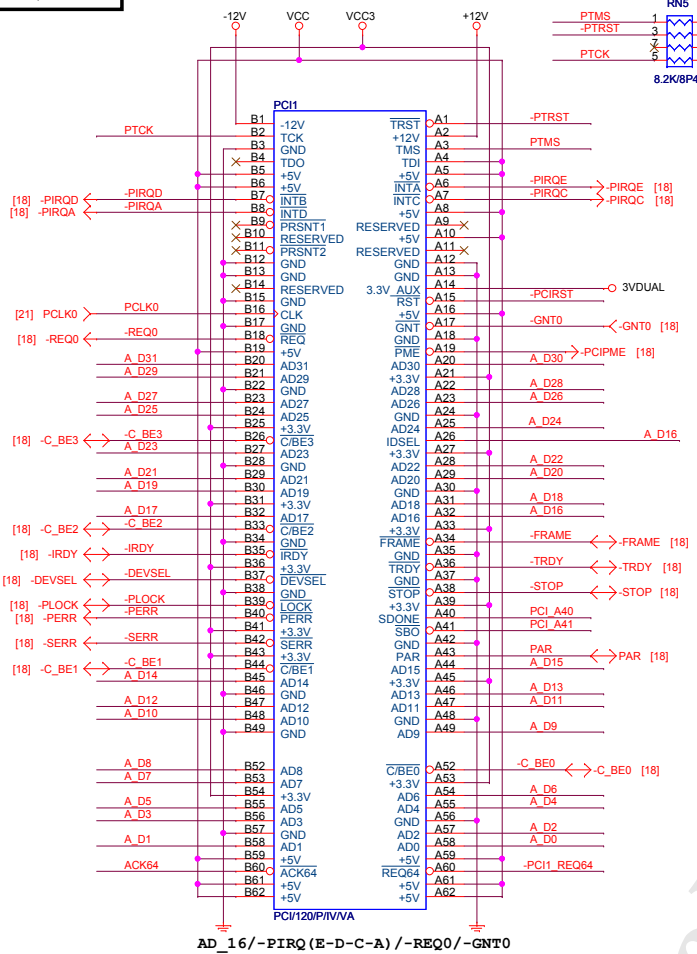 RN5
-12V VCC VCC3 +12V
PTMS 1
-PTRST 3
7
PTCK 5
8.2K/8P4
PCI1
B1 -12V TRST A1 -PTRST
PTCK B2 TCK +12V A2
B3 GND TMS A3 PTMS
B4 TDO TDI A4
B5 +5V +5V A5
B6 +5V INTA A6 -PIRQE -PIRQE [18]
[18] -PIRQD -PIRQD B7 INTB INTC A7 -PIRQC -PIRQC [18]
[18] -PIRQA -PIRQA B8 INTD +5V A8
B9 PRSNT1 RESERVED A9
B10 RESERVED +5V A10
B11 PRSNT2 RESERVED A11
B12 GND GND A12
B13 GND GND A13
B14 RESERVED 3.3V_AUX A14 3VDUAL
B15 GND RST A15 -PCIRST
[21] PCLK0 PCLK0 B16 CLK +5V A16
B17 GND GNT A17 -GNT0 -GNT0 [18]
[18] -REQ0 -REQ0 B18 REQ GND A18
B19 +5V PME A19 -PCIPME [18]
A_D31 B20 AD31 AD30 A20 A_D30
A_D29 B21 AD29 +3.3V A21
B22 GND AD28 A22 A_D28
A_D27 B23 AD27 AD26 A23 A_D26
A_D25 B24 AD25 GND A24
B25 +3.3V AD24 A25 A_D24
[18] -C_BE3 -C_BE3 B26 C/BE3 IDSEL A26 A_D16
A_D23 B27 AD23 +3.3V A27
B28 GND AD22 A28 A_D22
A_D21 B29 AD21 AD20 A29 A_D20
A_D19 B30 AD19 GND A30
B31 +3.3V AD18 A31 A_D18
A_D17 B32 AD17 AD16 A32 A_D16
[18] -C_BE2 -C_BE2 B33 C/BE2 +3.3V A33
B34 GND FRAME A34 -FRAME -FRAME [18]
[18] -IRDY -IRDY B35 IRDY GND A35
B36 +3.3V TRDY A36 -TRDY -TRDY [18]
[18] -DEVSEL -DEVSEL B37 DEVSEL GND A37
B38 GND STOP A38 -STOP -STOP [18]
[18] -PLOCK -PLOCK B39 LOCK +3.3V A39
[18] -PERR -PERR B40 PERR SDONE A40 PCI_A40
B41 +3.3V SBO A41 PCI_A41
[18] -SERR -SERR B42 SERR GND A42
B43 +3.3V PAR A43 PAR PAR [18]
[18] -C_BE1 -C_BE1 B44 C/BE1 AD15 A44 A_D15
A_D14 B45 AD14 +3.3V A45
B46 GND AD13 A46 A_D13
A_D12 B47 AD12 AD11 A47 A_D11
A_D10 B48 AD10 GND A48
B49 GND AD9 A49 A_D9
A_D8 B52 AD8 C/BE0 A52 -C_BE0 -C_BE0 [18]
A_D7 B53 AD7 +3.3V A53
B54 +3.3V AD6 A54 A_D6
A_D5 B55 AD5 AD4 A55 A_D4
A_D3 B56 AD3 GND A56
B57 GND AD2 A57 A_D2
A_D1 B58 AD1 AD0 A58 A_D0
B59 +5V +5V A59
ACK64 B60 ACK64 REQ64 A60 -PCI1_REQ64
B61 +5V +5V A61
B62 +5V +5V A62
PCI/120/P/IV/VA
AD_16/-PIRQ(E-D-C-A)/-REQ0/-GNT0